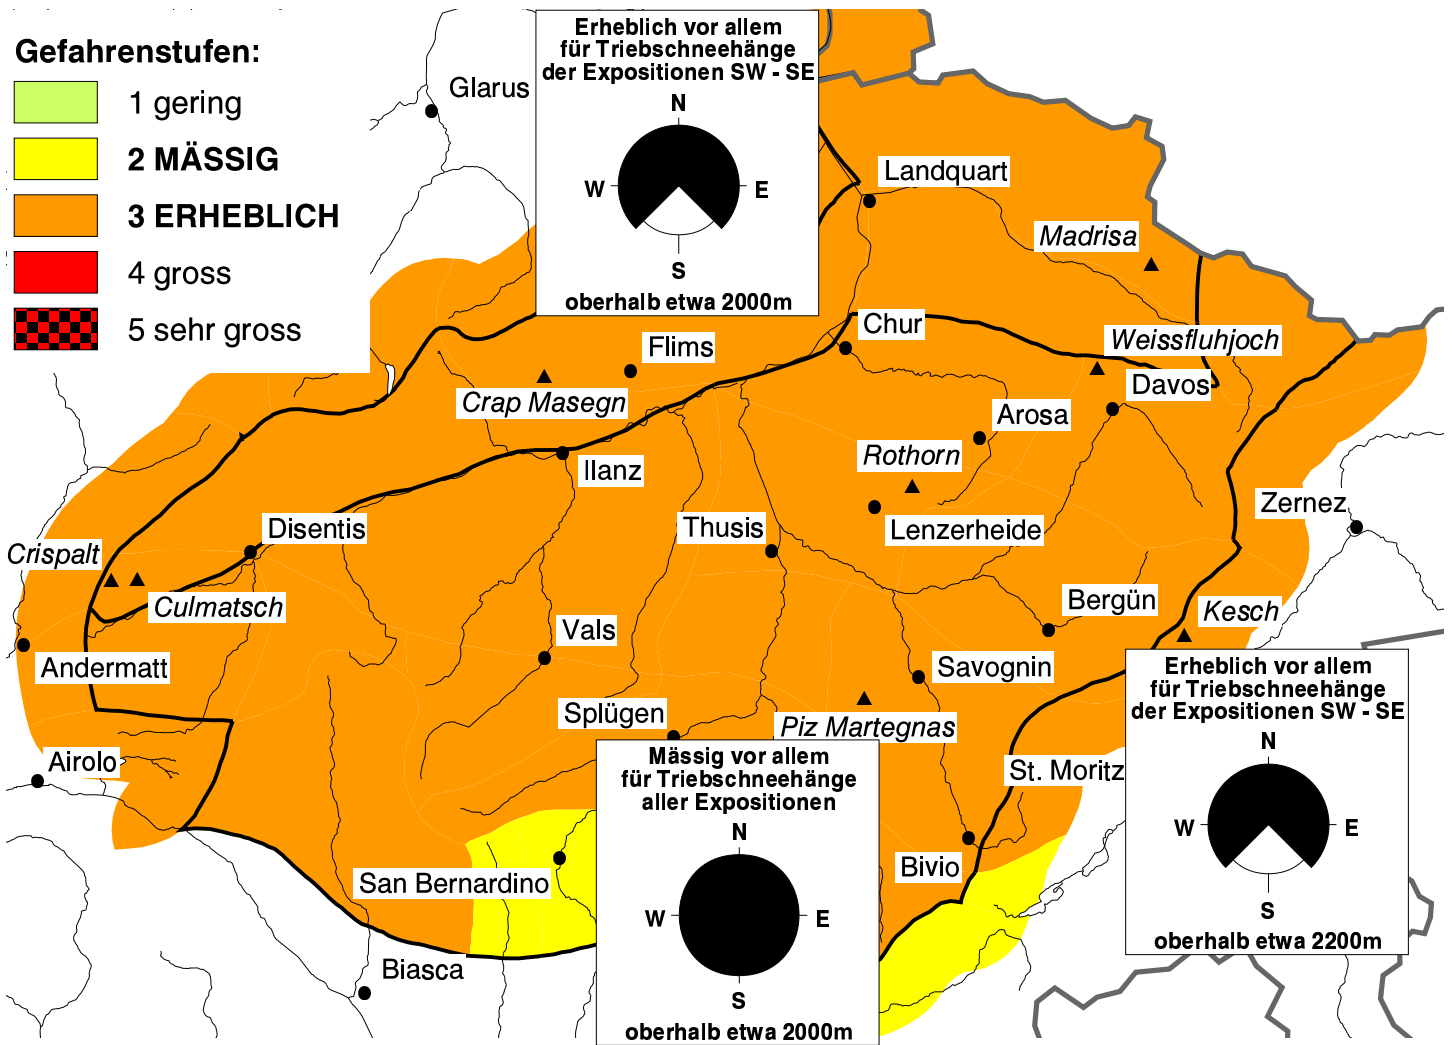 Gefahrenstufen:
1 gering
2 MÄSSIG
3 ERHEBLICH
4 gross
5 sehr gross
Erheblich vor allem
für Triebschneehänge
der Expositionen SW - SE
N
W
E
S
oberhalb etwa 2000m
Glarus
Landquart
Madrisa
Chur
Weissfluhjoch
Flims
Davos
Crap Masegn
Arosa
Rothorn
Ilanz
Zernez
Disentis
Thusis
Lenzerheide
Crispalt
Culmatsch
Bergün
Kesch
Vals
Andermatt
Savognin
Splügen
Piz Martegnas
Airolo
St. Moritz
Bivio
San Bernardino
Biasca
Mässig vor allem
für Triebschneehänge
aller Expositionen
N
W
E
S
oberhalb etwa 2000m
Erheblich vor allem
für Triebschneehänge
der Expositionen SW - SE
N
W
E
S
oberhalb etwa 2200m